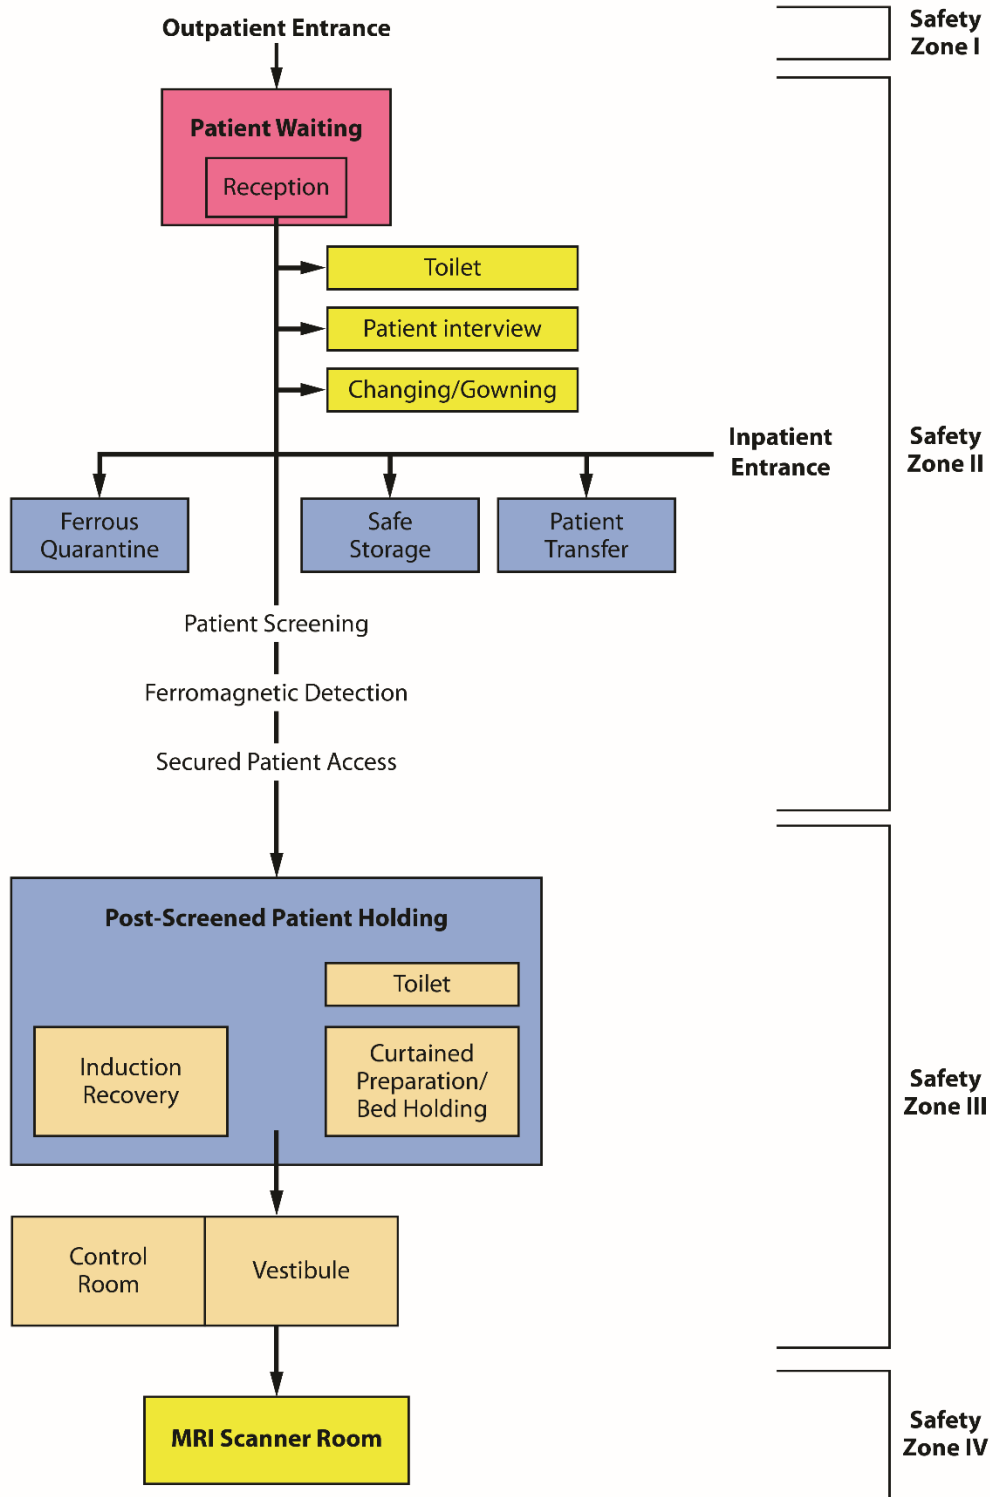 Outpatient Entrance
Safety
Zone I
Patient Waiting
Reception
Toilet
Patient interview
Changing/Gowning
Inpatient
Entrance
Safety
Zone II
Ferrous
Quarantine
Safe
Storage
Patient
Transfer
Patient Screening
Ferromagnetic Detection
Secured Patient Access
Post-Screened Patient Holding
Toilet
Induction
Recovery
Curtained
Preparation/
Bed Holding
Safety
Zone III
Control
Room
Vestibule
MRI Scanner Room
Safety
Zone IV